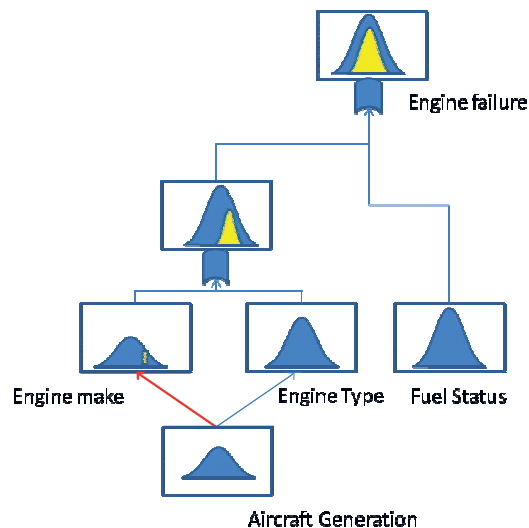 Engine failure
Engine make
Engine Type
Fuel Status
Aircraft Generation